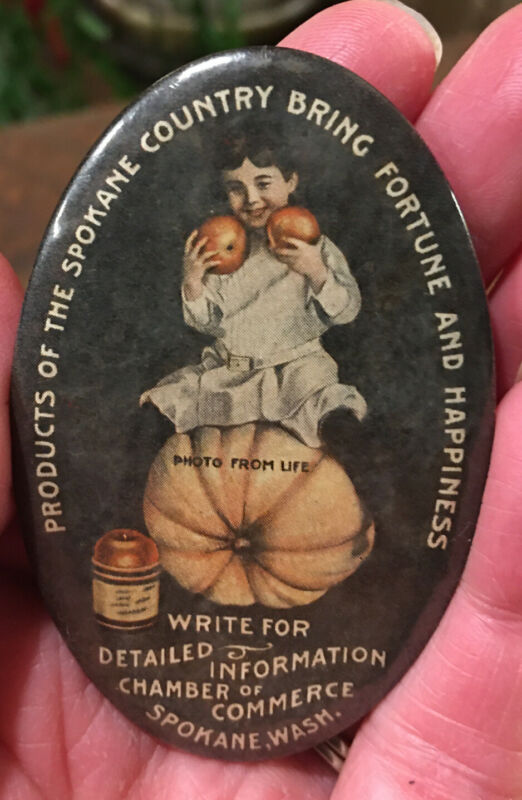 PRODUCTS OF THE SPOKANE COUNTRY BRING FORTUNE AND HAPPINESS
PHOTO FROM LIFE
WRITE FOR
DETAILED INFORMATION
CHAMBER OF COMMERCE
SPOKANE, WASH.